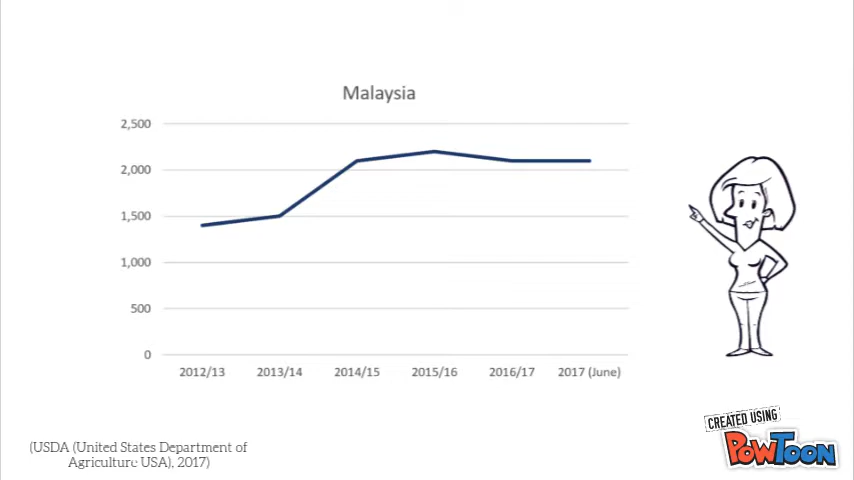 Malaysia
2,500
2,000
1,500
1,000
500
0
2012/13 2013/14 2014/15 2015/16 2016/17 2017 (June)
(USDA (United States Department of
Agriculture USA), 2017)
CREATED USING
POWTOON